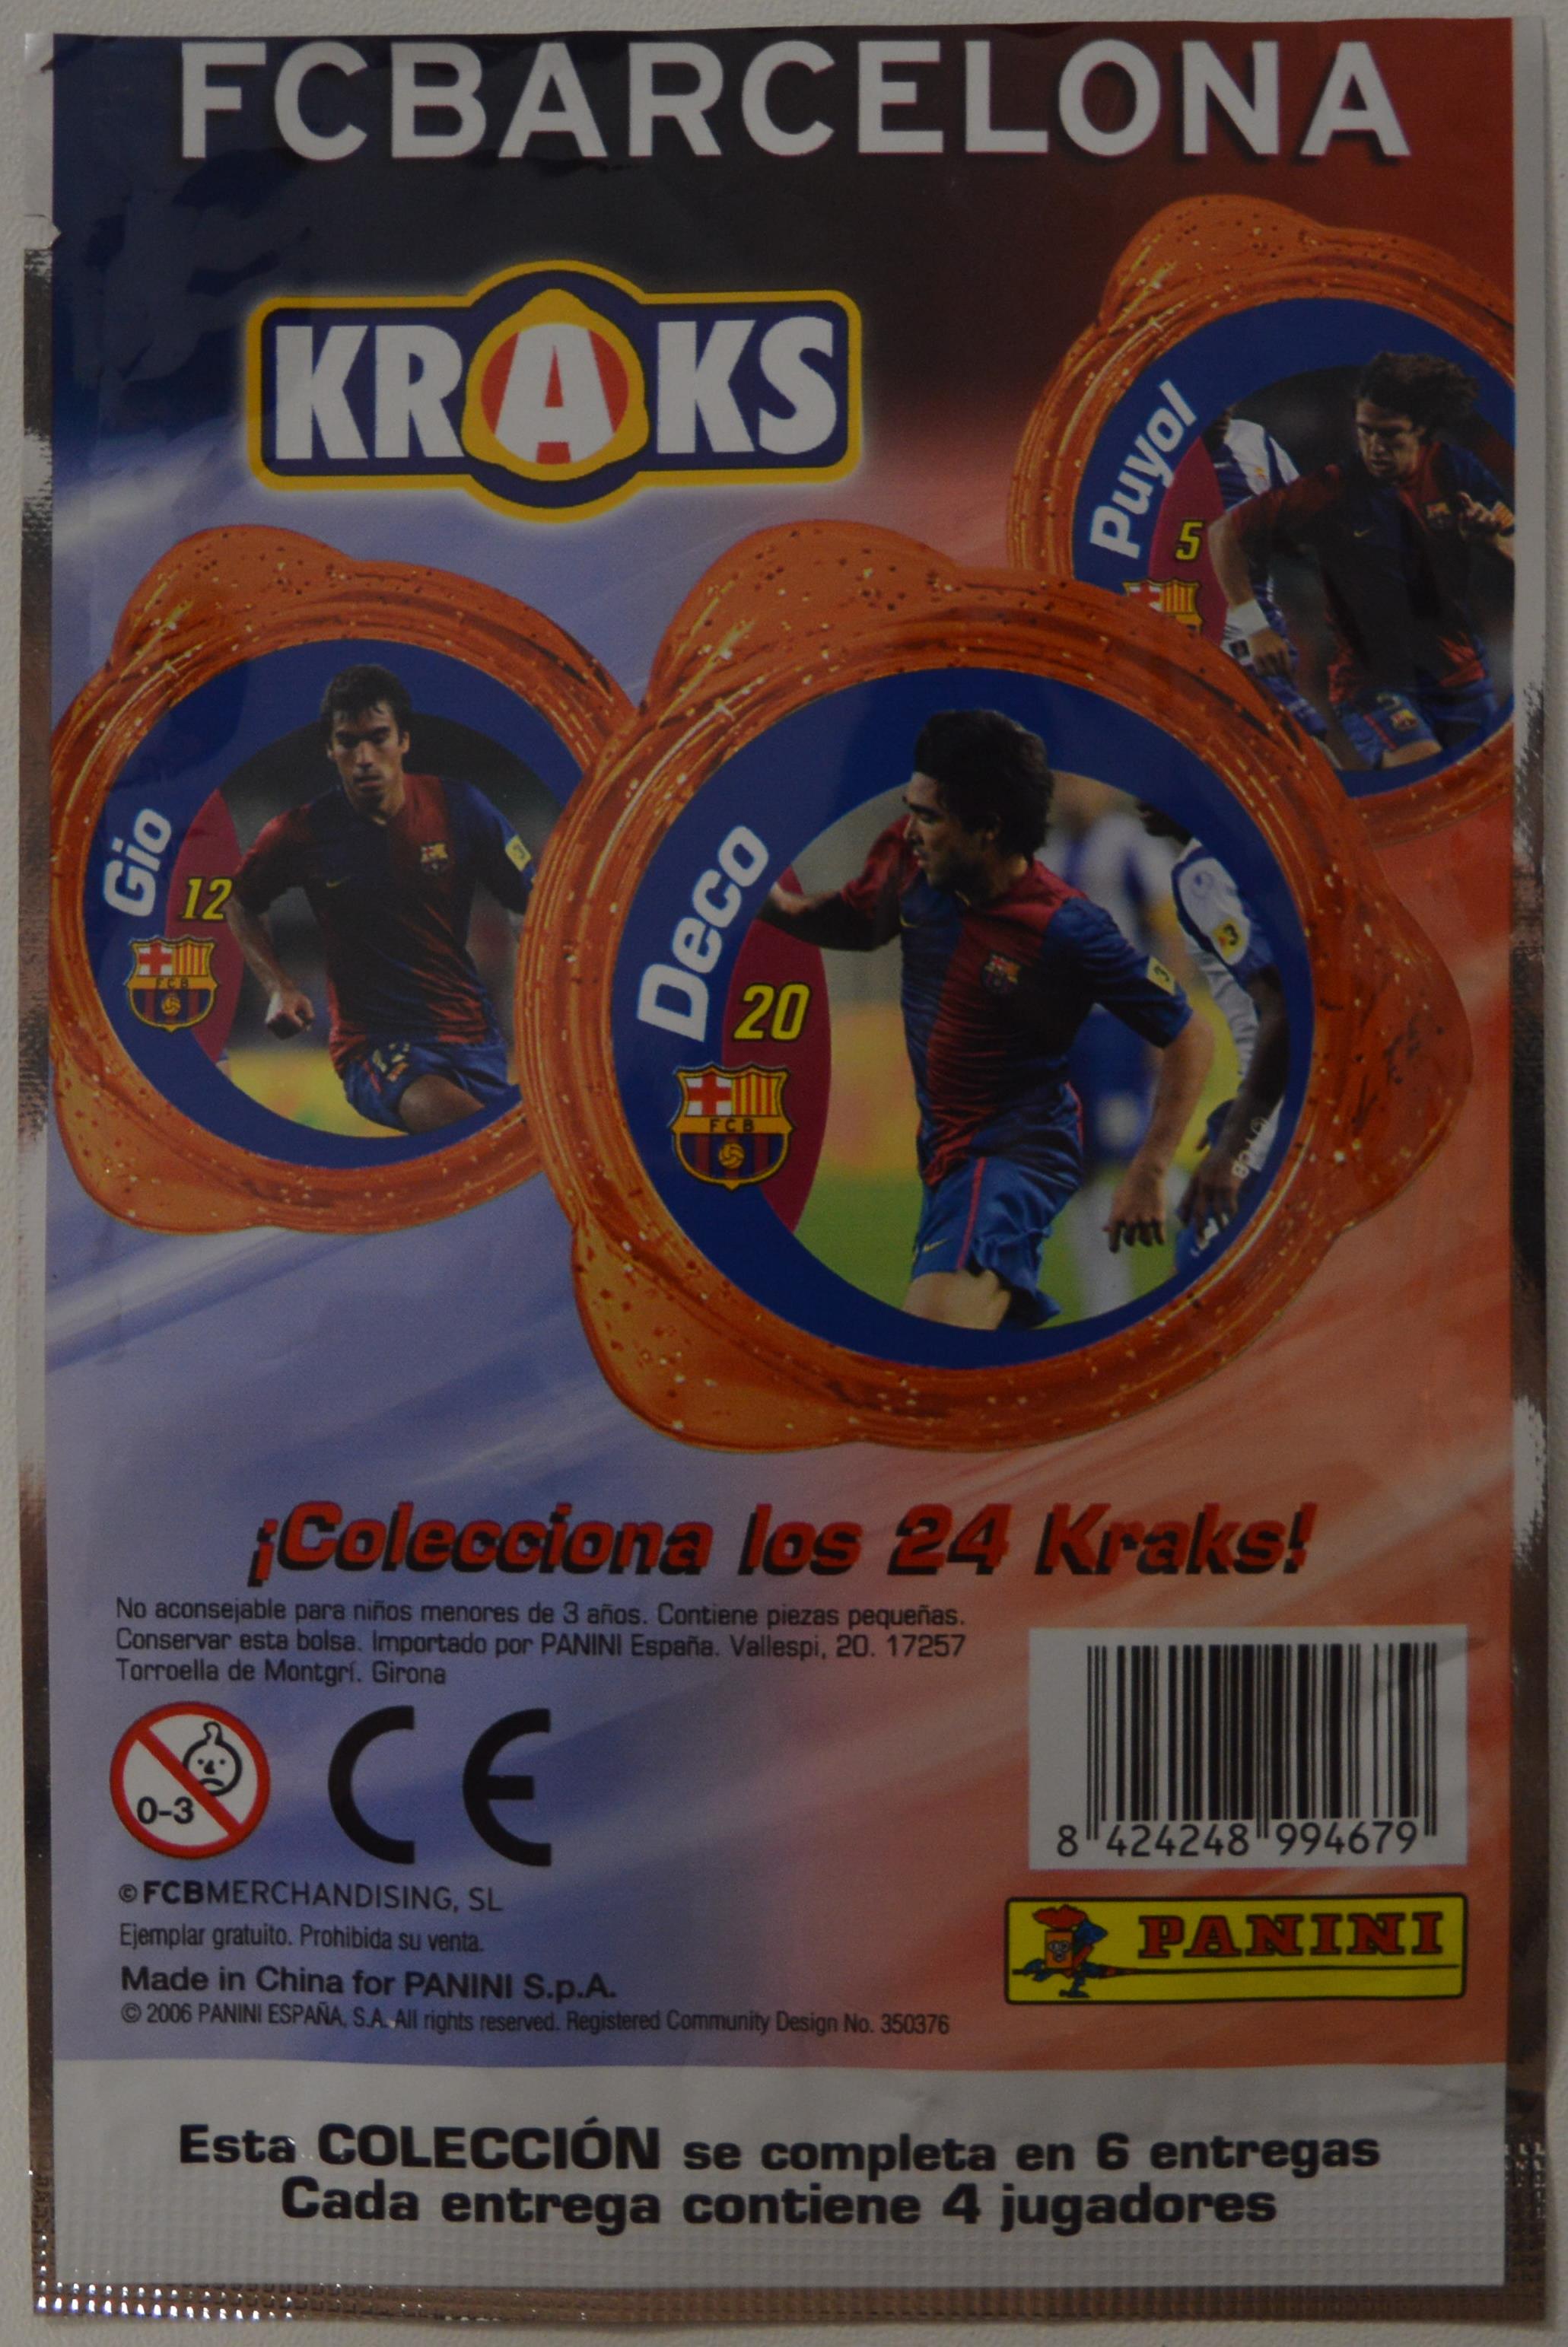 FCBARCELONA
KRAKS
Puyol
5
Gio
12
FCB
Deco
20
FCB
© FCB
¡Colecciona los 24 Kraks!
No aconsejable para niños menores de 3 años. Contiene piezas pequeñas.
Conservar esta bolsa. Importado por PANINI España. Vallespi, 20. 17257
Torroella de Montgrí. Girona
0-3
CE
8 424248 994679
©FCBMERCHANDISING, SL
Ejemplar gratuito. Prohibida su venta.
PANINI
Made in China for PANINI S.p.A.
© 2006 PANINI ESPAÑA, S.A. All rights reserved. Registered Community Design No. 350376
Esta COLECCIÓN se completa en 6 entregas
Cada entrega contiene 4 jugadores